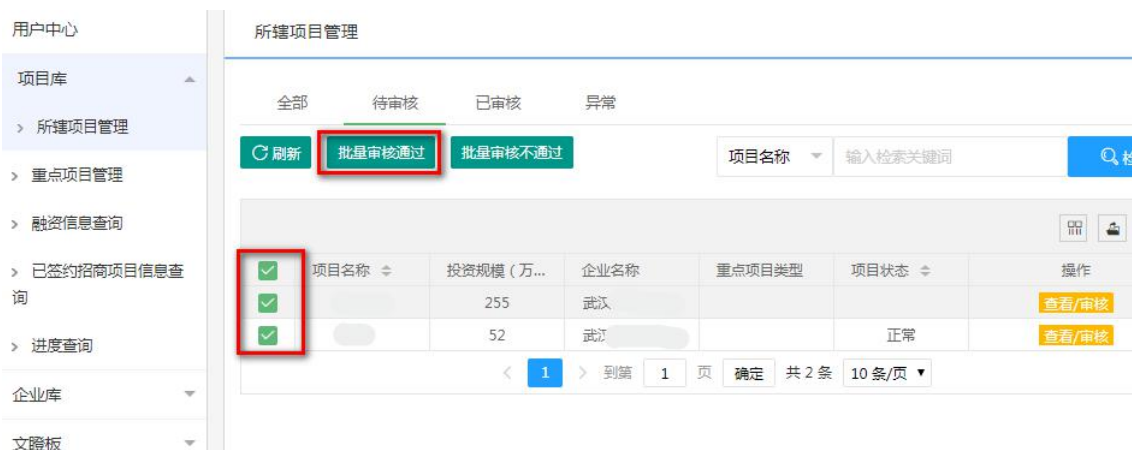 用户中心
项目库
所辖项目管理
重点项目管理
融资信息查询
已签约招商项目信息查
询
进度查询
企业库
文瞪板
所辖项目管理
全部 待审核 已审核 异常
刷新 批量审核通过 批量审核不通过 项目名称 输入检索关键词
项目名称 投资规模（万... 企业名称 重点项目类型 项目状态 操作
255 武汉 查看/审核
52 武汉 正常 查看/审核
1 到第 1 页 确定 共 2 条 10 条/页